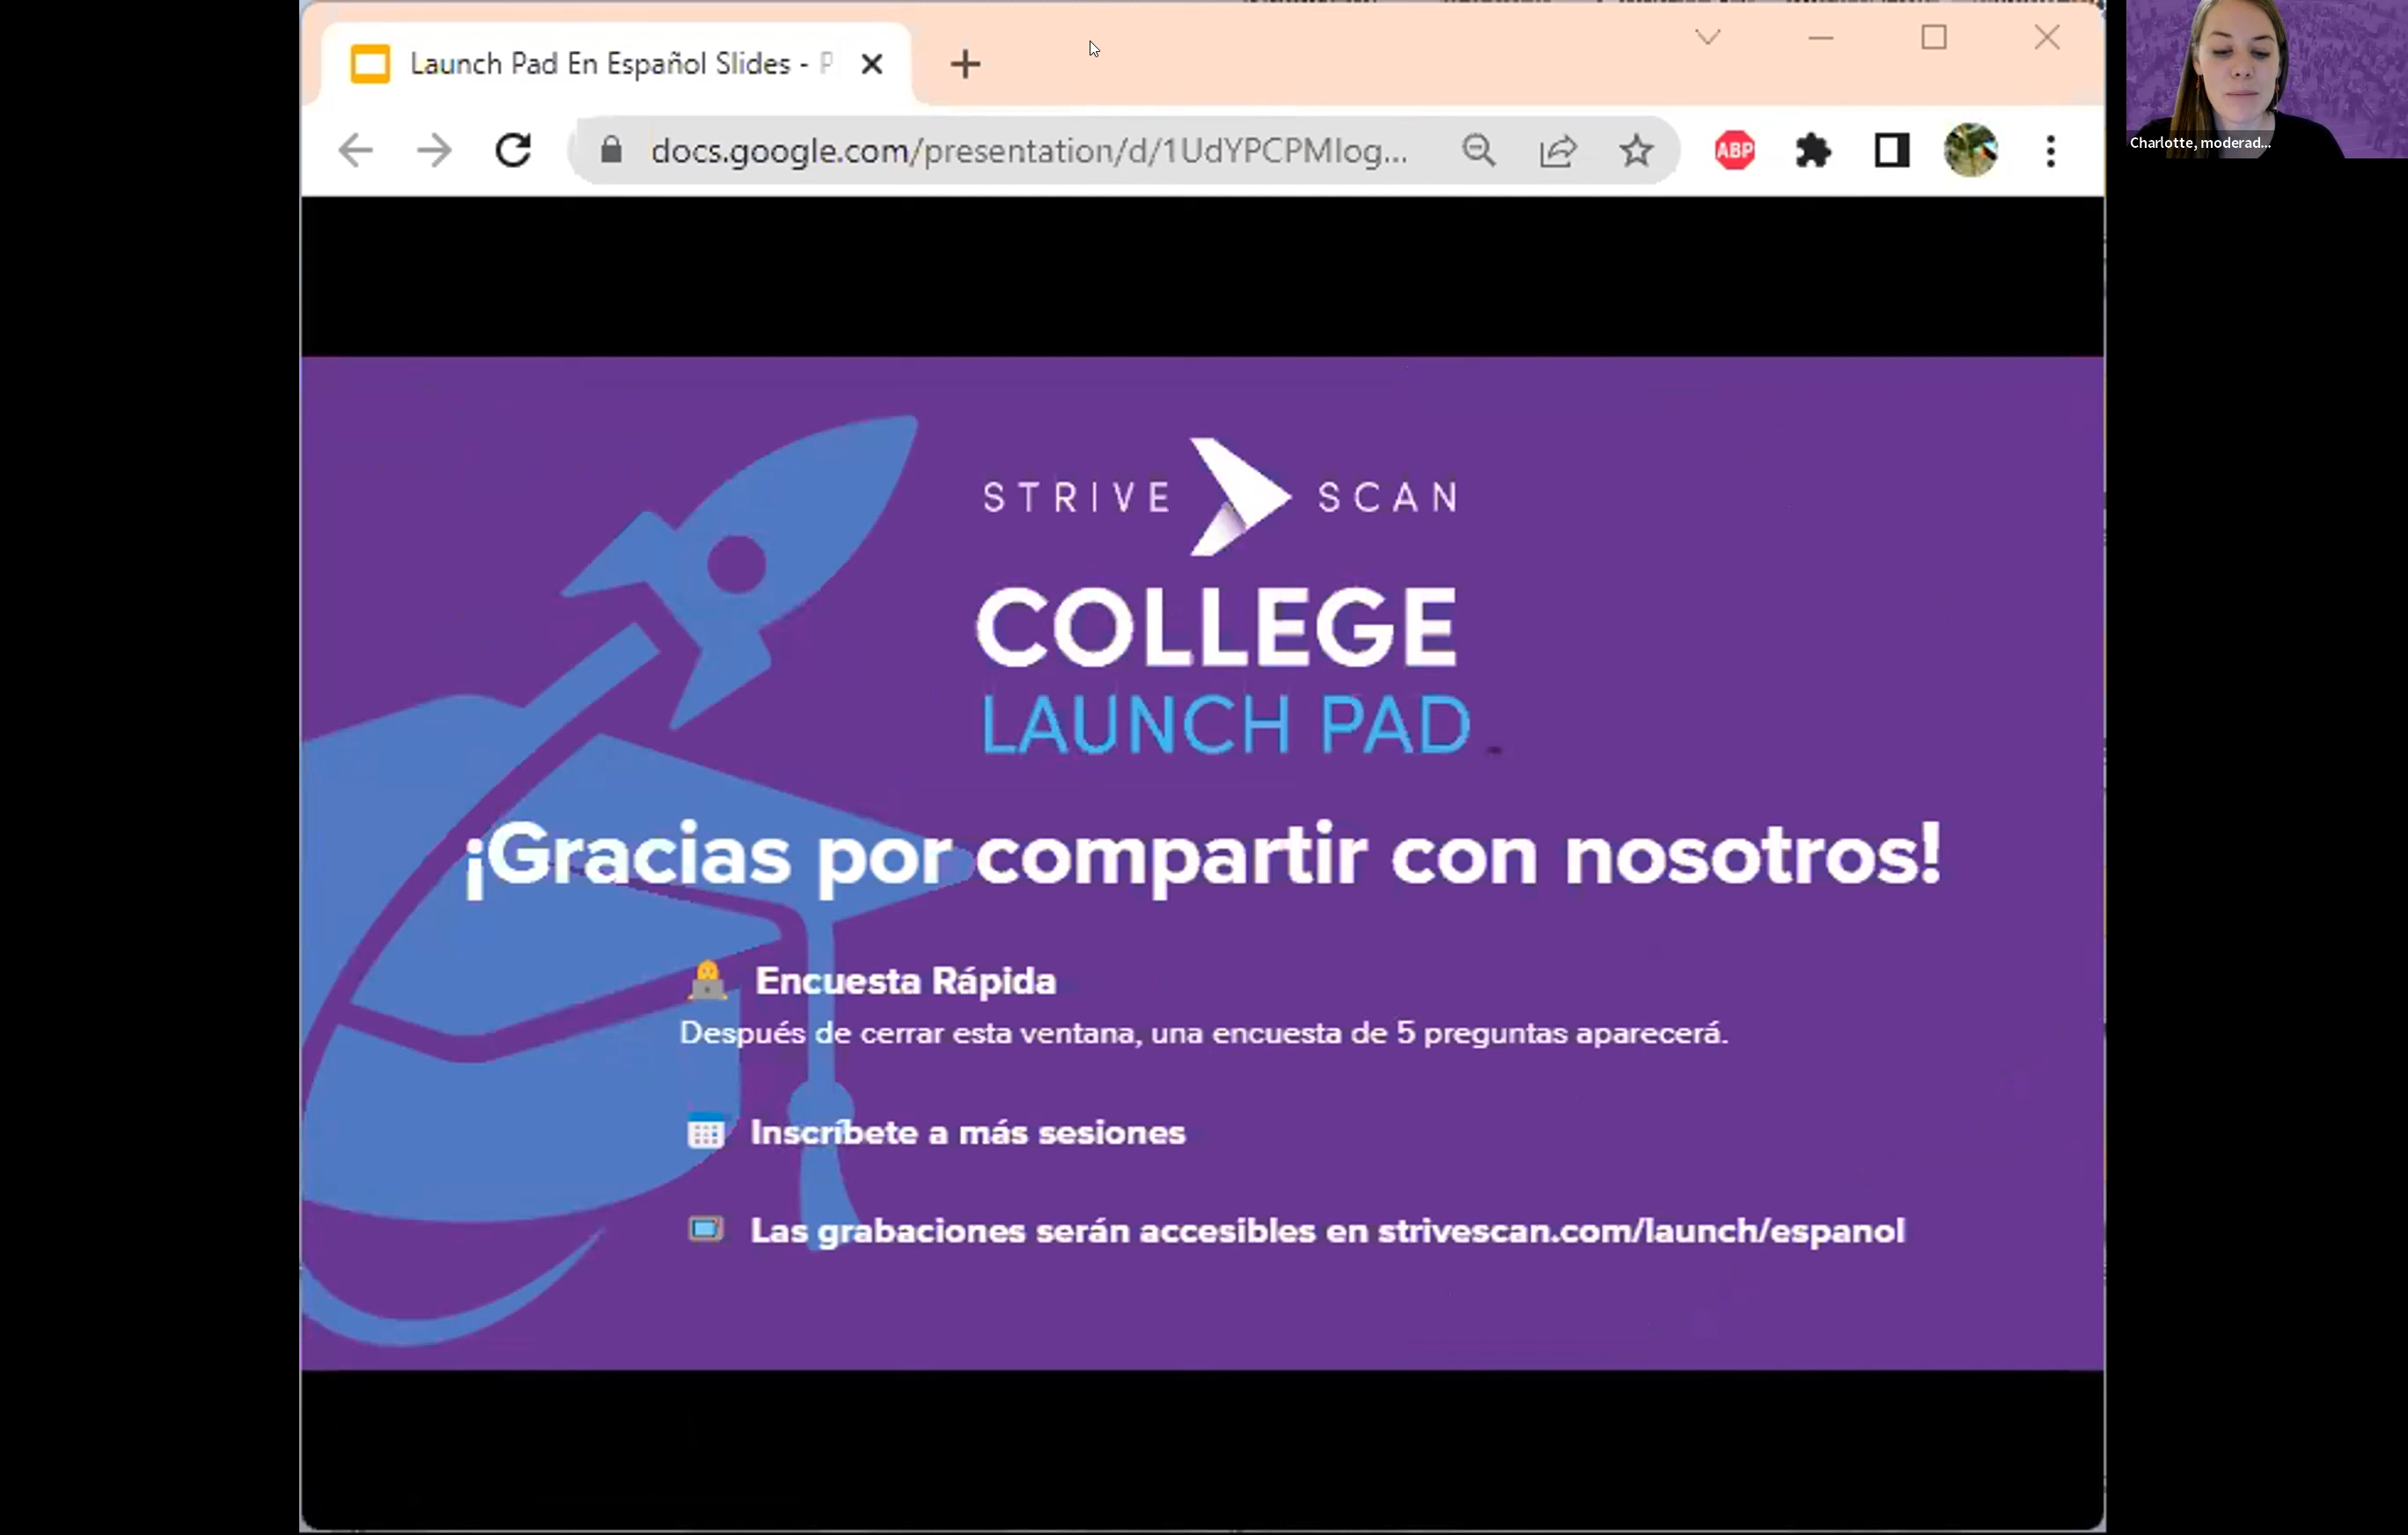 Launch Pad En Español Slides - P
docs.google.com/presentation/d/1UdYPCPMlog...
ABP
Charlotte, moderad...
STRIVE SCAN
COLLEGE
LAUNCH PAD
¡Gracias por compartir con nosotros!
Encuesta Rápida
Después de cerrar esta ventana, una encuesta de 5 preguntas aparecerá.
Inscríbete a más sesiones
Las grabaciones serán accesibles en strivescan.com/launch/espanol